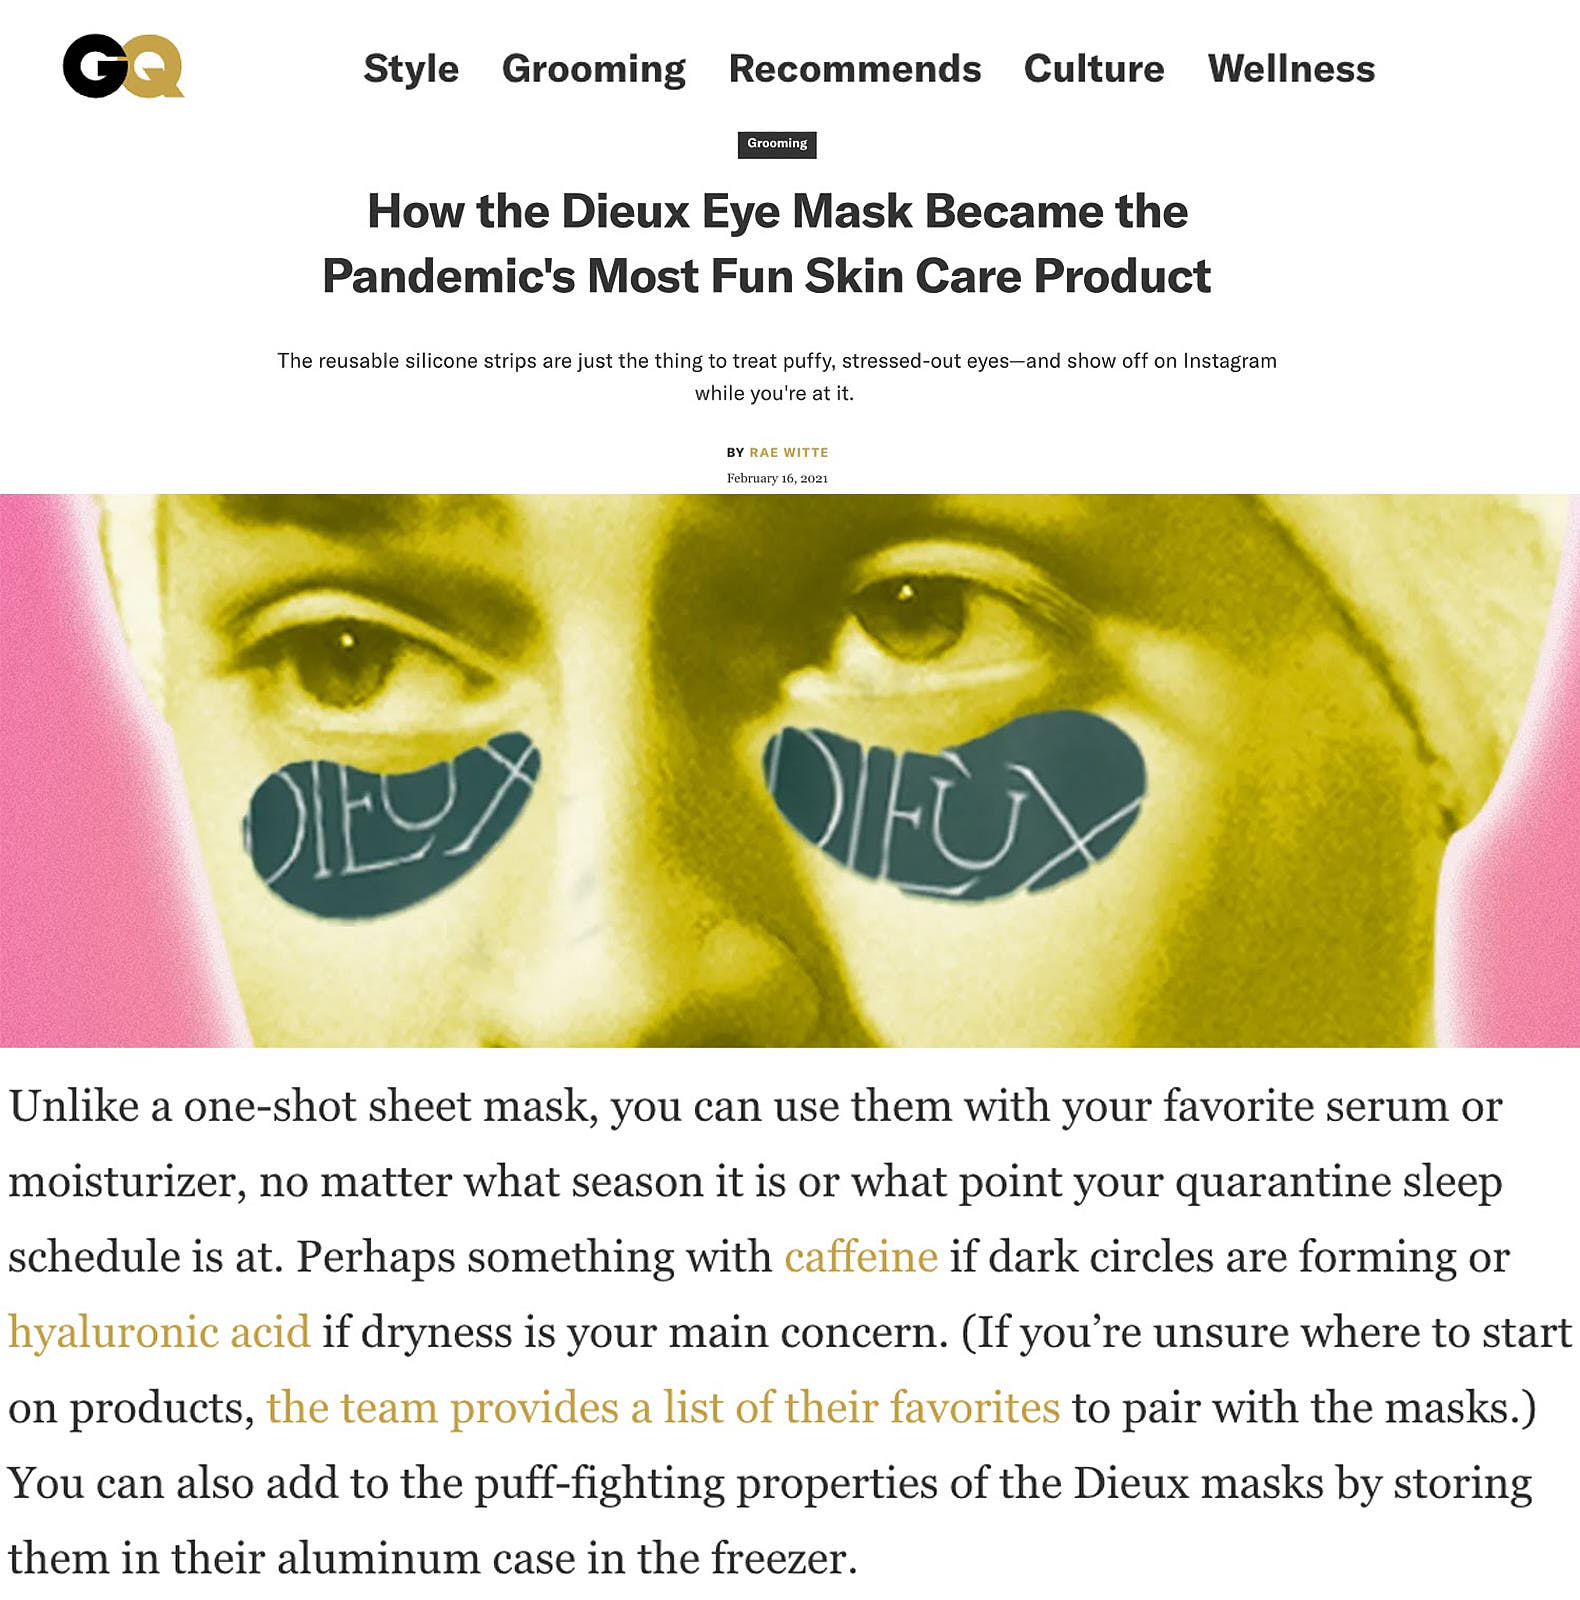 GQ
Style Grooming Recommends Culture Wellness
Grooming
How the Dieux Eye Mask Became the
Pandemic's Most Fun Skin Care Product
The reusable silicone strips are just the thing to treat puffy, stressed-out eyes—and show off on Instagram
while you're at it.
BY RAE WITTE
February 16, 2021
DIEUX DIEUX
Unlike a one-shot sheet mask, you can use them with your favorite serum or
moisturizer, no matter what season it is or what point your quarantine sleep
schedule is at. Perhaps something with caffeine if dark circles are forming or
hyaluronic acid if dryness is your main concern. (If you’re unsure where to start
on products, the team provides a list of their favorites to pair with the masks.)
You can also add to the puff-fighting properties of the Dieux masks by storing
them in their aluminum case in the freezer.